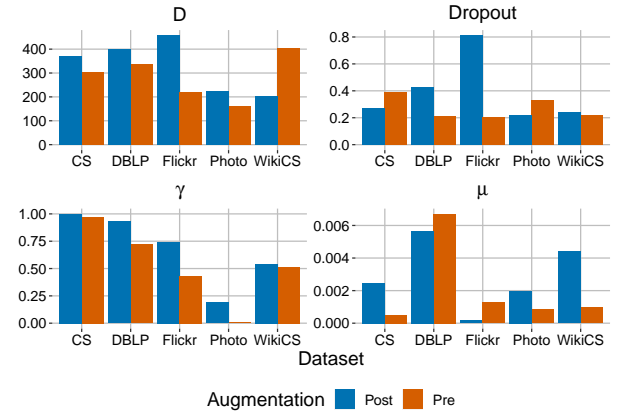 D
Dropout
400
300
200
100
0
CS DBLP Flickr Photo WikiCS
0.8
0.6
0.4
0.2
0.0
CS DBLP Flickr Photo WikiCS
γ
μ
1.00
0.75
0.50
0.25
0.00
CS DBLP Flickr Photo WikiCS
0.006
0.004
0.002
0.000
CS DBLP Flickr Photo WikiCS
Dataset
Augmentation Post Pre